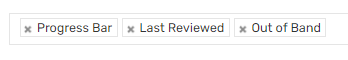 × Progress Bar × Last Reviewed × Out of Band